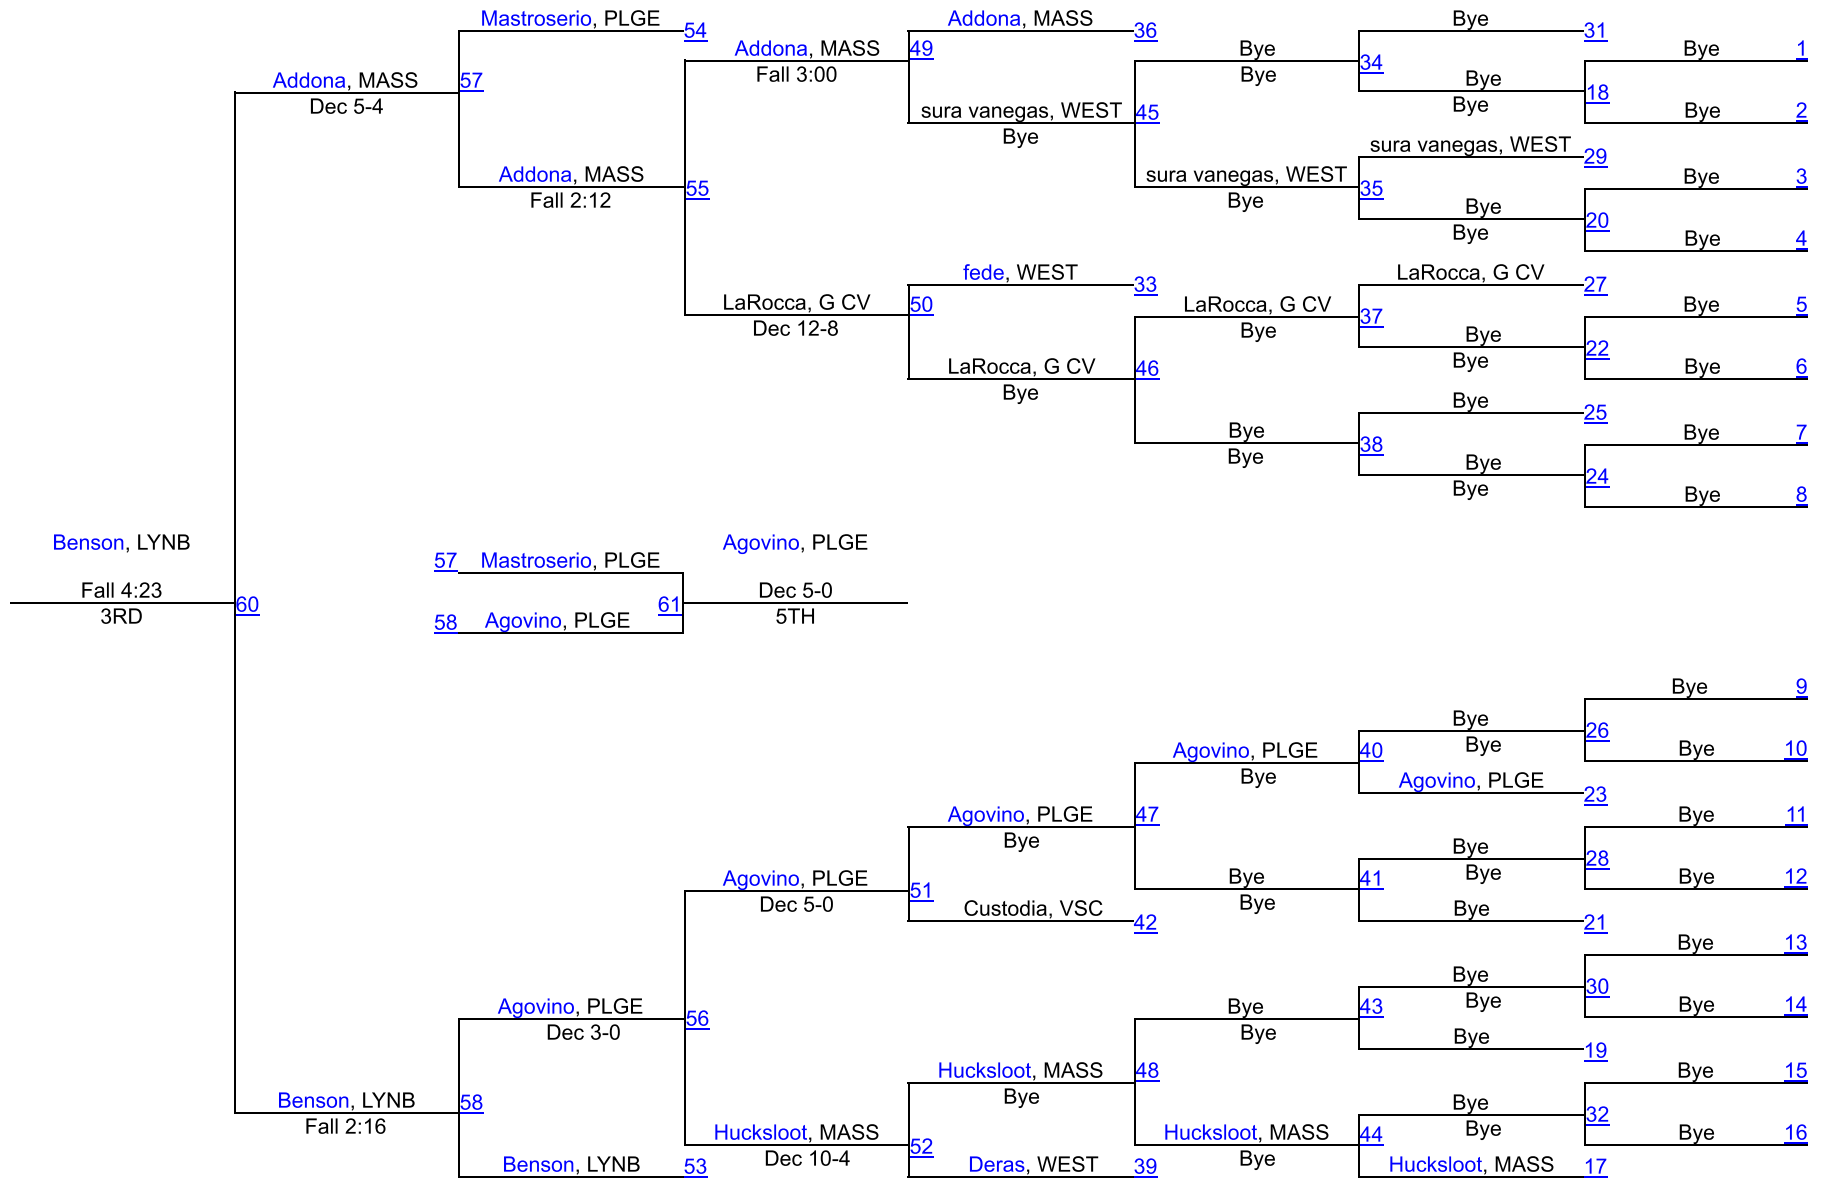 Mastroserio, PLGE
54
Addona, MASS
57
Dec 5-4
Addona, MASS
Fall 2:12
55
Addona, MASS
Fall 3:00
49
Addona, MASS
36
sura vanegas, WEST
Bye
45
Bye
Bye
34
Bye
31
Bye
Bye
18
Bye
1
Bye
2
sura vanegas, WEST
Bye
35
sura vanegas, WEST
29
Bye
Bye
20
Bye
3
Bye
4
LaRocca, G CV
Dec 12-8
50
fede, WEST
33
LaRocca, G CV
Bye
46
LaRocca, G CV
Bye
37
LaRocca, G CV
27
Bye
Bye
22
Bye
5
Bye
6
Bye
Bye
38
Bye
25
Bye
Bye
24
Bye
7
Bye
8
Benson, LYNB
Fall 4:23
3RD
60
57
Mastroserio, PLGE
58
Agovino, PLGE
61
Agovino, PLGE
Dec 5-0
5TH
Benson, LYNB
Fall 2:16
58
Agovino, PLGE
Dec 3-0
56
Benson, LYNB
53
Agovino, PLGE
Dec 5-0
51
Agovino, PLGE
Bye
47
Custodia, VSC
42
Agovino, PLGE
Bye
40
Bye
Bye
26
Bye
9
Bye
10
Agovino, PLGE
23
Bye
Bye
41
Bye
Bye
28
Bye
11
Bye
12
Bye
21
Hucksloot, MASS
Dec 10-4
52
Hucksloot, MASS
Bye
48
Deras, WEST
39
Bye
Bye
43
Bye
Bye
30
Bye
13
Bye
14
Bye
19
Hucksloot, MASS
Bye
44
Bye
Bye
32
Bye
15
Bye
16
Hucksloot, MASS
17